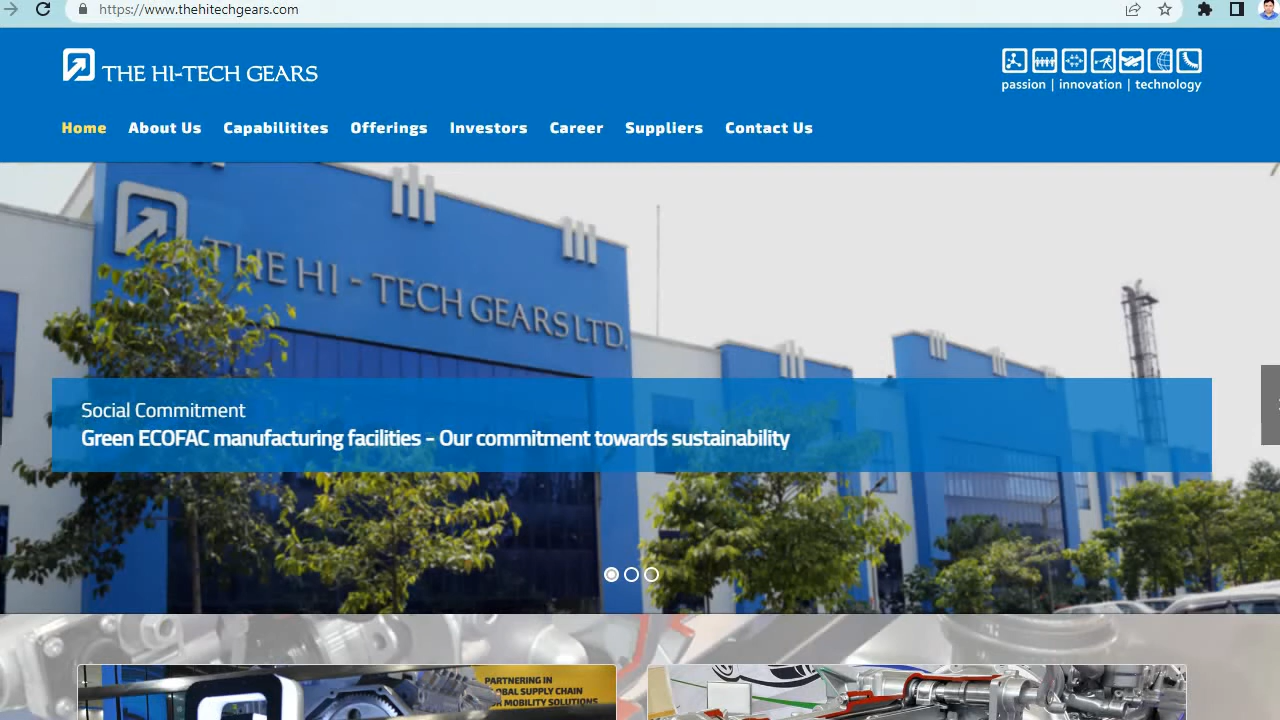 https://www.thehitechgears.com
THE HI-TECH GEARS
passion | innovation | technology
Home About Us Capabilitites Offerings Investors Career Suppliers Contact Us
THE HI - TECH GEARS LTD.
Social Commitment
Green ECOFAC manufacturing facilities - Our commitment towards sustainability
PARTNERING IN
OBAL SUPPLY CHAIN
OR MOBILITY SOLUTIONS